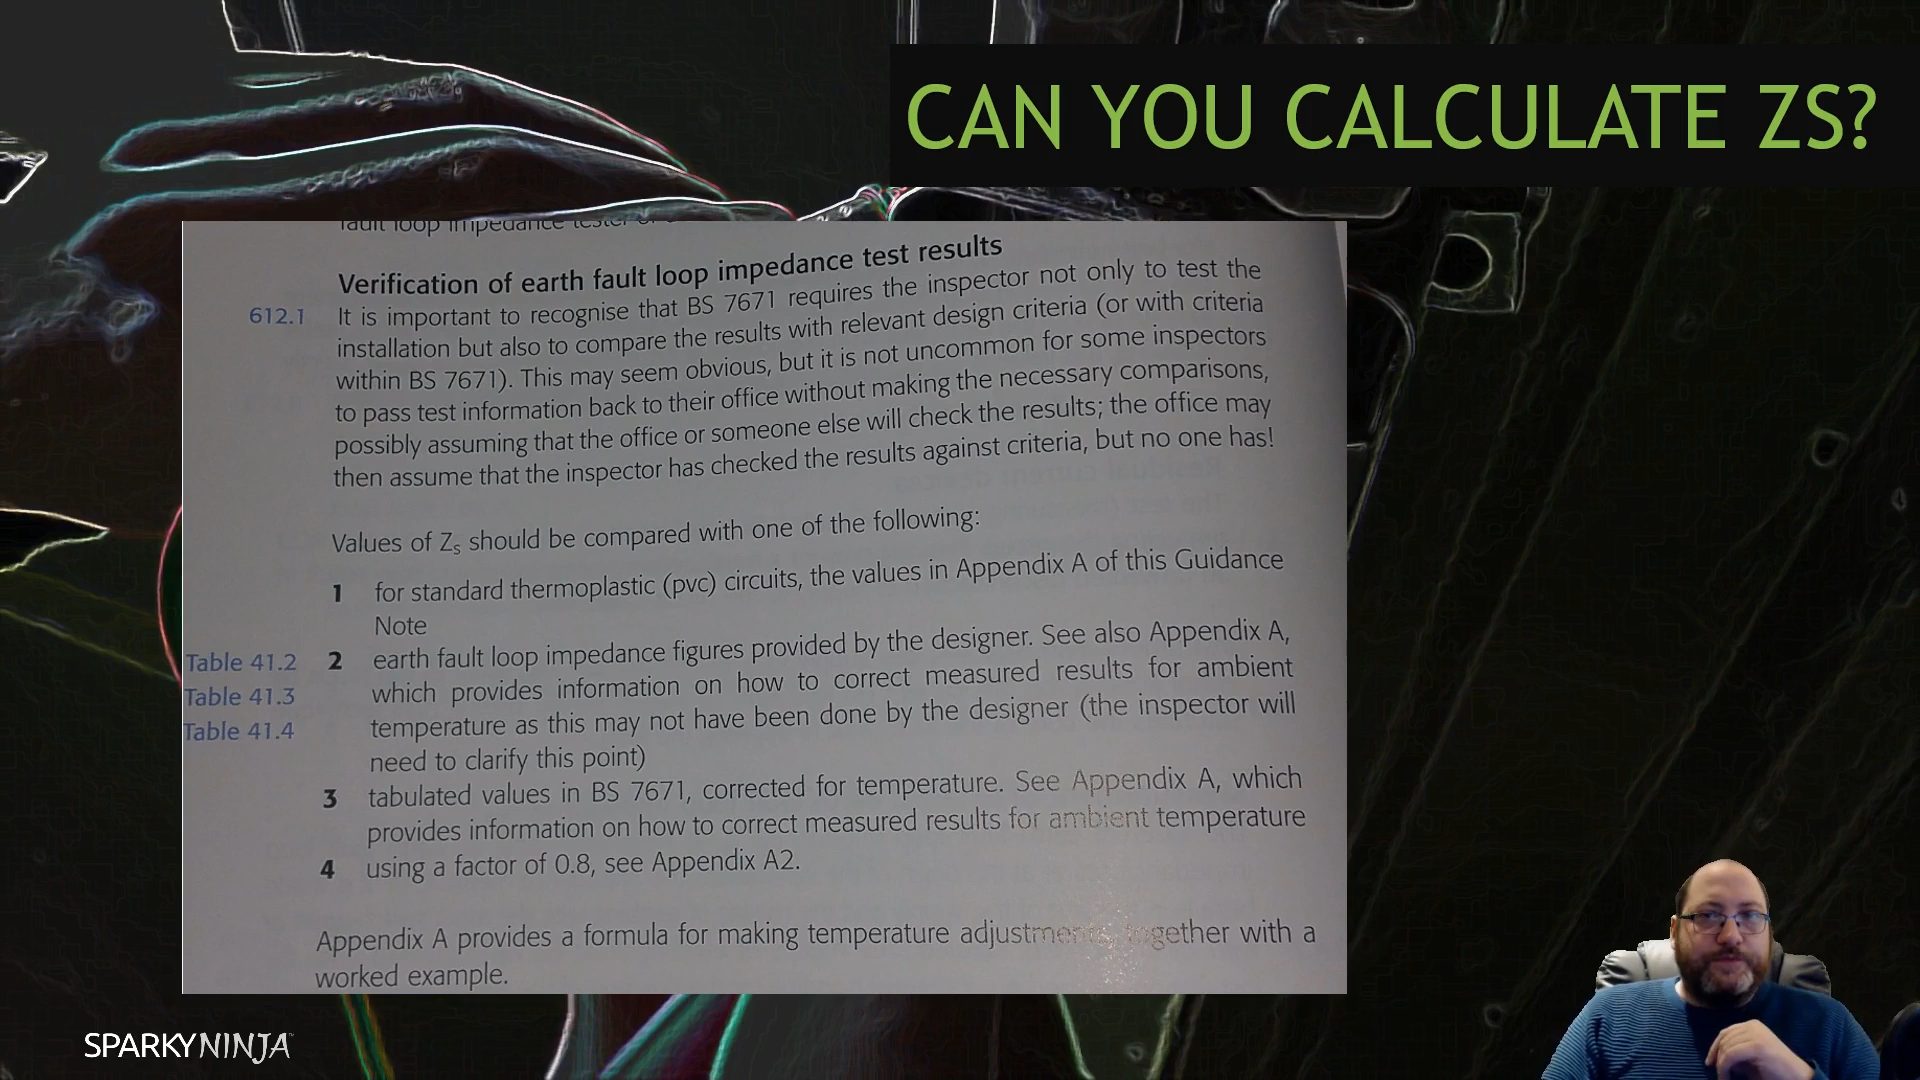 CAN YOU CALCULATE ZS?
fault loop impedance tester
Verification of earth fault loop impedance test results
612.1 It is important to recognise that BS 7671 requires the inspector not only to test the
installation but also to compare the results with relevant design criteria (or with criteria
within BS 7671). This may seem obvious, but it is not uncommon for some inspectors
to pass test information back to their office without making the necessary comparisons,
possibly assuming that the office or someone else will check the results; the office may
then assume that the inspector has checked the results against criteria, but no one has!
Values of Zs should be compared with one of the following:
1 for standard thermoplastic (pvc) circuits, the values in Appendix A of this Guidance
Note
Table 41.2 2 earth fault loop impedance figures provided by the designer. See also Appendix A,
Table 41.3 which provides information on how to correct measured results for ambient
Table 41.4 temperature as this may not have been done by the designer (the inspector will
need to clarify this point)
3 tabulated values in BS 7671, corrected for temperature. See Appendix A, which
provides information on how to correct measured results for ambient temperature
4 using a factor of 0.8, see Appendix A2.
Appendix A provides a formula for making temperature adjustments, together with a
worked example.
SPARKYNINJA